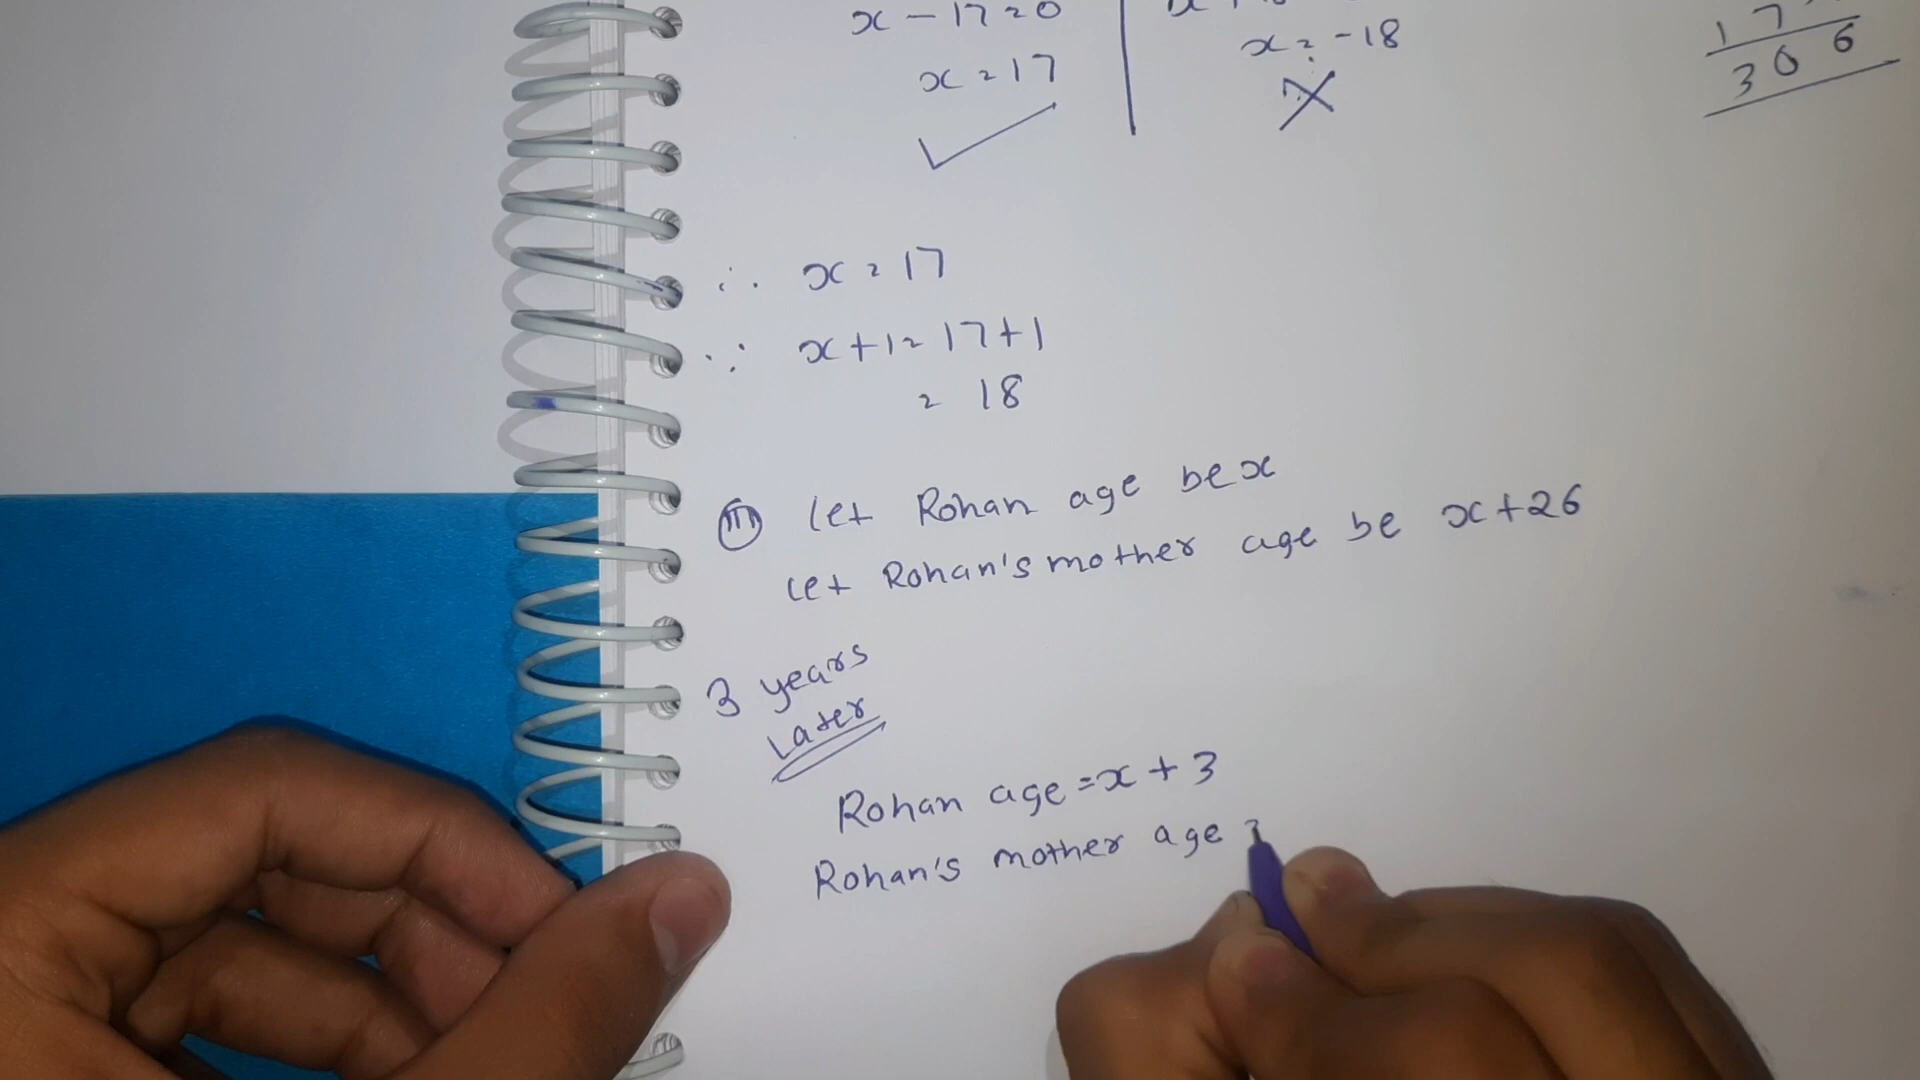 x - 17 = 0
x = 17
x = -18
17
306
∴ x = 17
∵ x + 1 = 17 + 1
= 18
(III) let Rohan age be x
let Rohan's mother age be x + 26
3 years
Later
Rohan age = x + 3
Rohan's mother age =